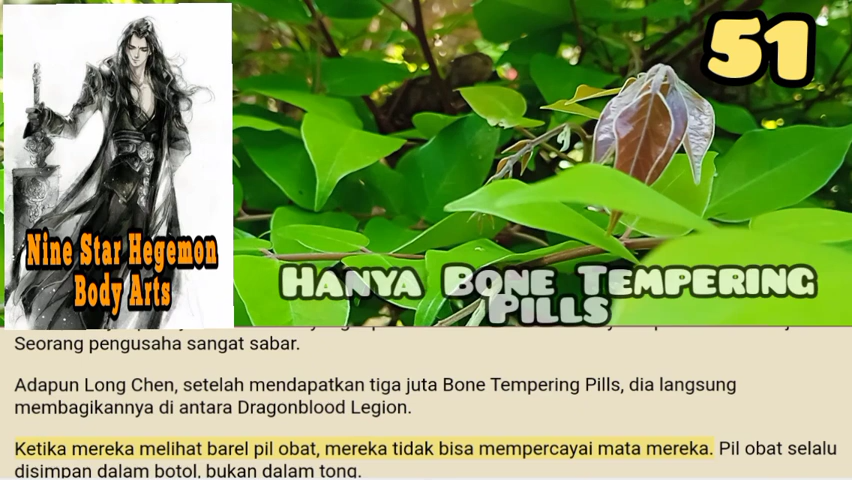 51
Nine Star Hegemon
Body Arts
Hanya Bone Tempering
Pills
Seorang pengusaha sangat sabar.
Adapun Long Chen, setelah mendapatkan tiga juta Bone Tempering Pills, dia langsung
membagikannya di antara Dragonblood Legion.
Ketika mereka melihat barel pil obat, mereka tidak bisa mempercayai mata mereka. Pil obat selalu
disimpan dalam botol, bukan dalam tong.